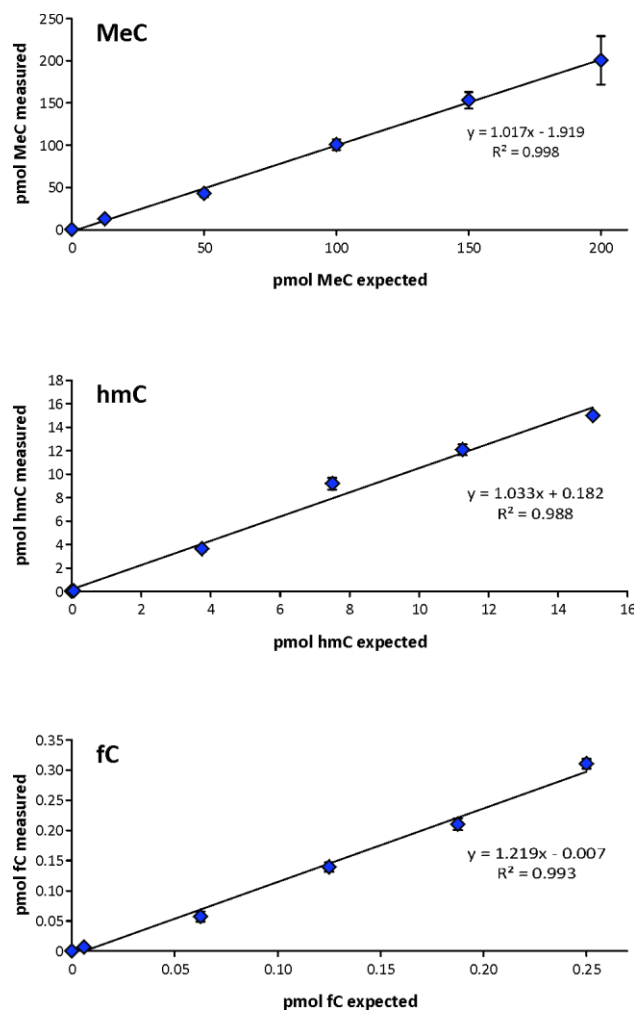 MeC
pmol MeC measured
250
200
150
100
50
0
y = 1.017x - 1.919
R² = 0.998
0 50 100 150 200
pmol MeC expected
hmC
pmol hmC measured
18
16
14
12
10
8
6
4
2
0
y = 1.033x + 0.182
R² = 0.988
0 2 4 6 8 10 12 14 16
pmol hmC expected
fC
pmol fC measured
0.35
0.30
0.25
0.20
0.15
0.10
0.05
0
y = 1.219x - 0.007
R² = 0.993
0 0.05 0.10 0.15 0.20 0.25
pmol fC expected